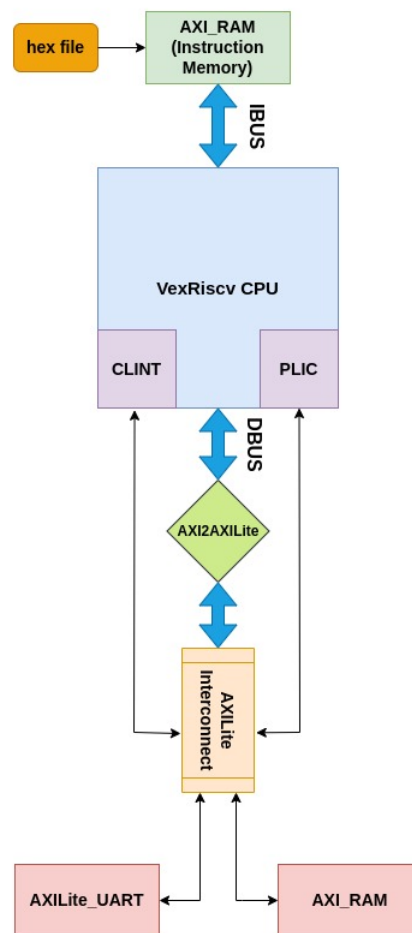 hex file
AXI_RAM
(Instruction
Memory)
IBUS
VexRiscv CPU
CLINT
PLIC
DBUS
AXI2AXILite
AXILite
Interconnect
AXILite_UART
AXI_RAM